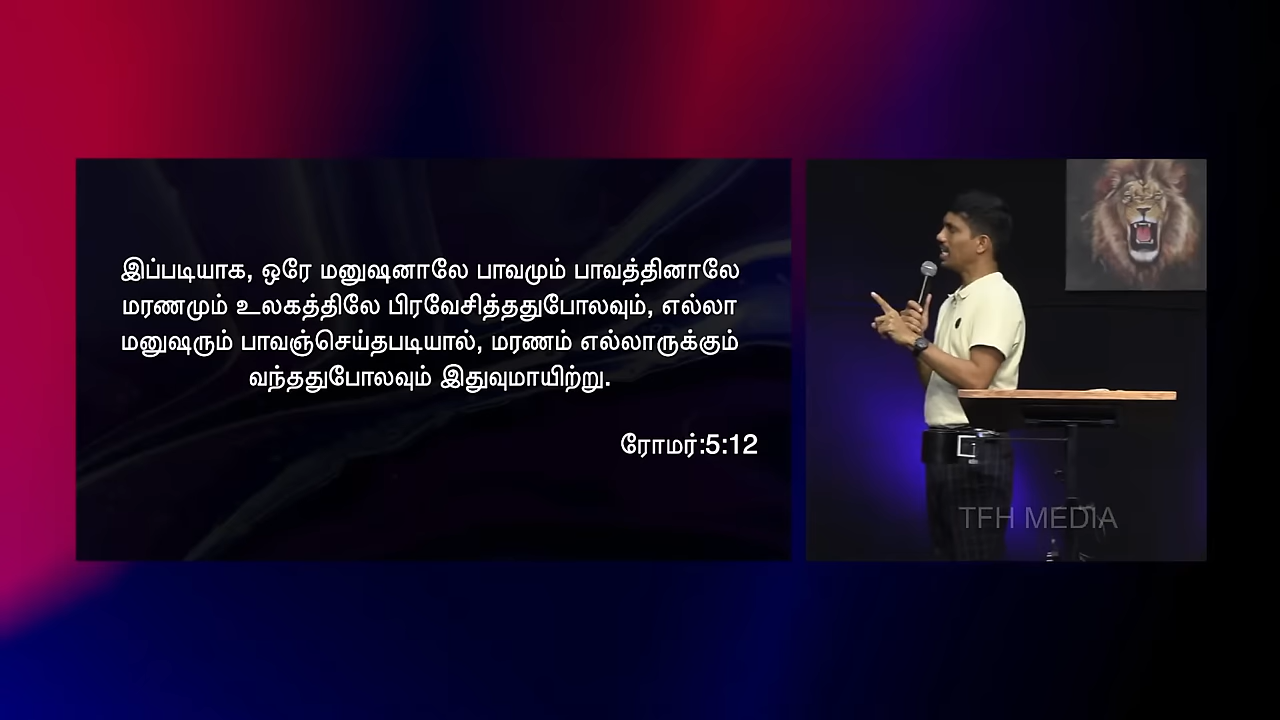 இப்படியாக, ஒரே மனுஷனாலே பாவமும் பாவத்தினாலே
மரணமும் உலகத்திலே பிரவேசித்ததுபோலவும், எல்லா
மனுஷரும் பாவஞ்செய்தபடியால், மரணம் எல்லாருக்கும்
வந்ததுபோலவும் இதுவுமாயிற்று.
ரோமர்:5:12
TFH MEDIA